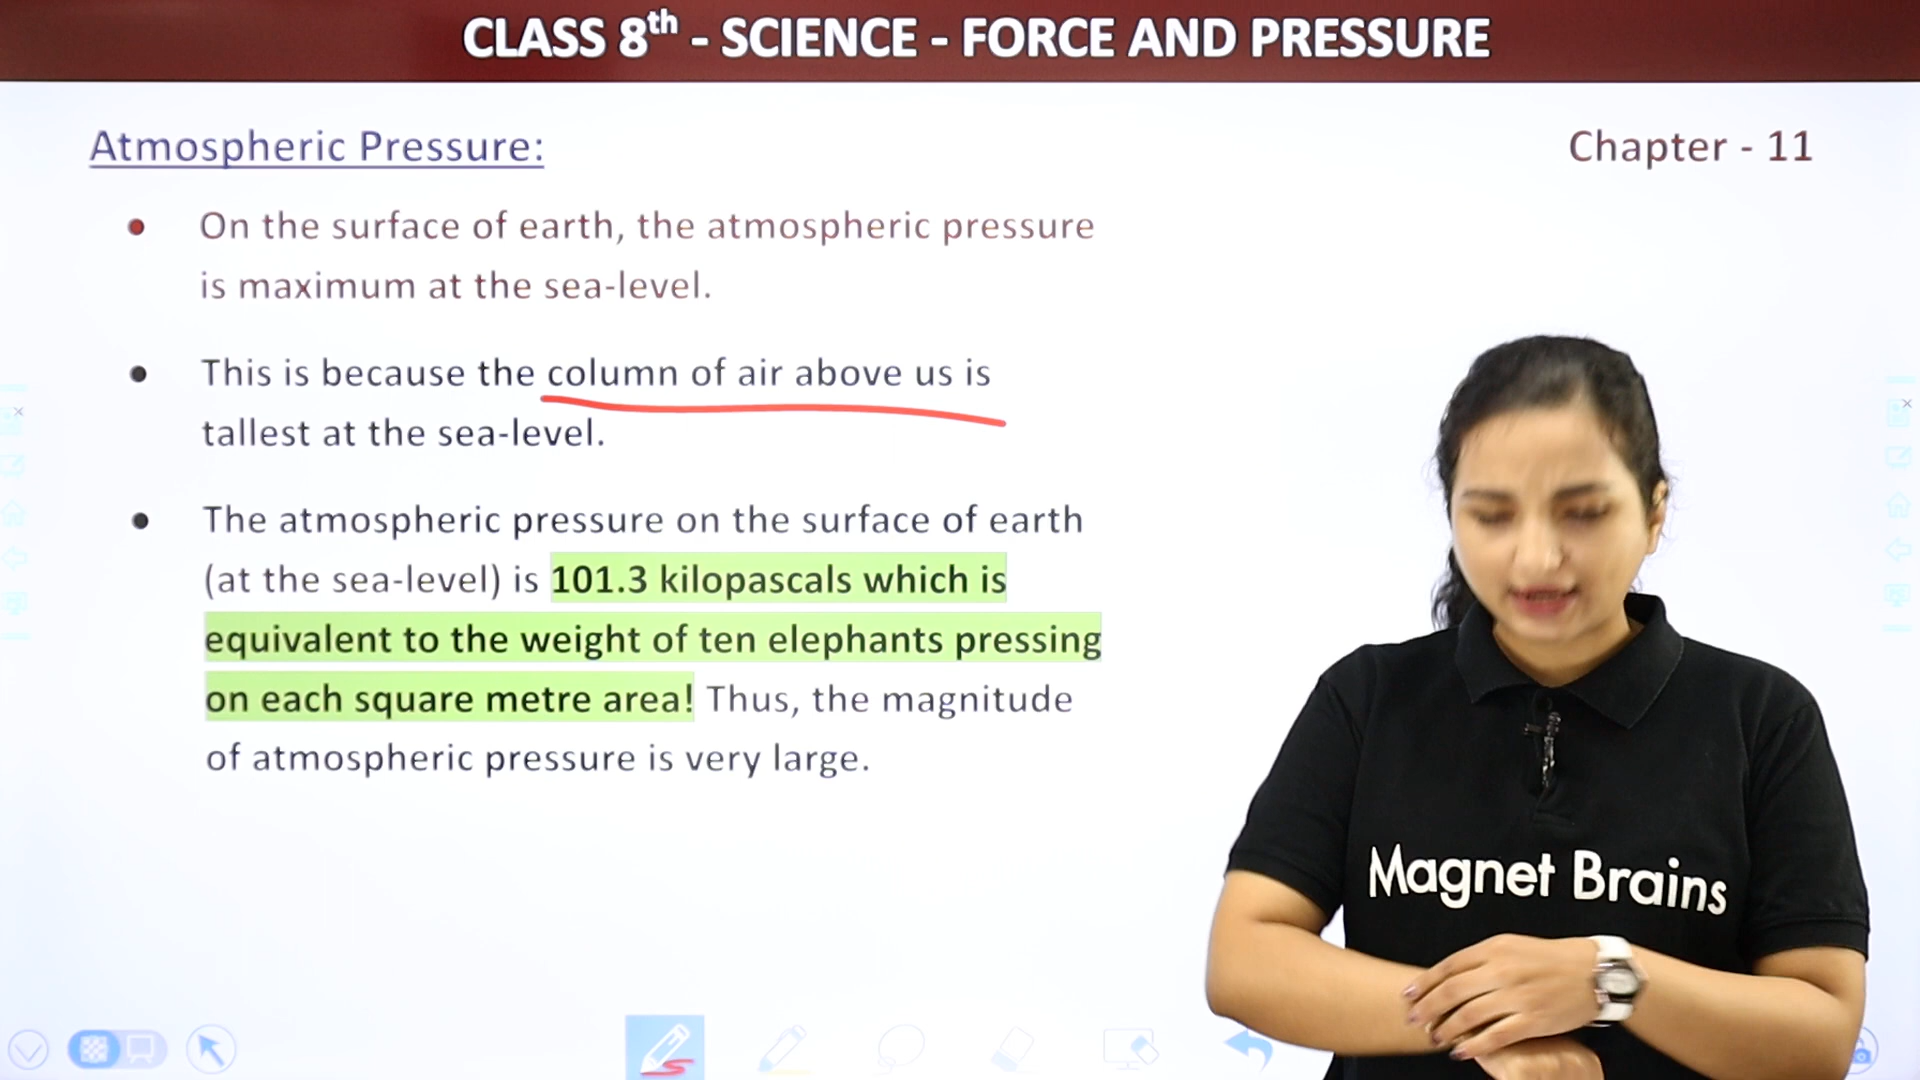 CLASS 8th - SCIENCE - FORCE AND PRESSURE
Atmospheric Pressure:
Chapter - 11
• On the surface of earth, the atmospheric pressure
is maximum at the sea-level.
• This is because the column of air above us is
tallest at the sea-level.
• The atmospheric pressure on the surface of earth
(at the sea-level) is 101.3 kilopascals which is
equivalent to the weight of ten elephants pressing
on each square metre area! Thus, the magnitude
of atmospheric pressure is very large.
Magnet Brains